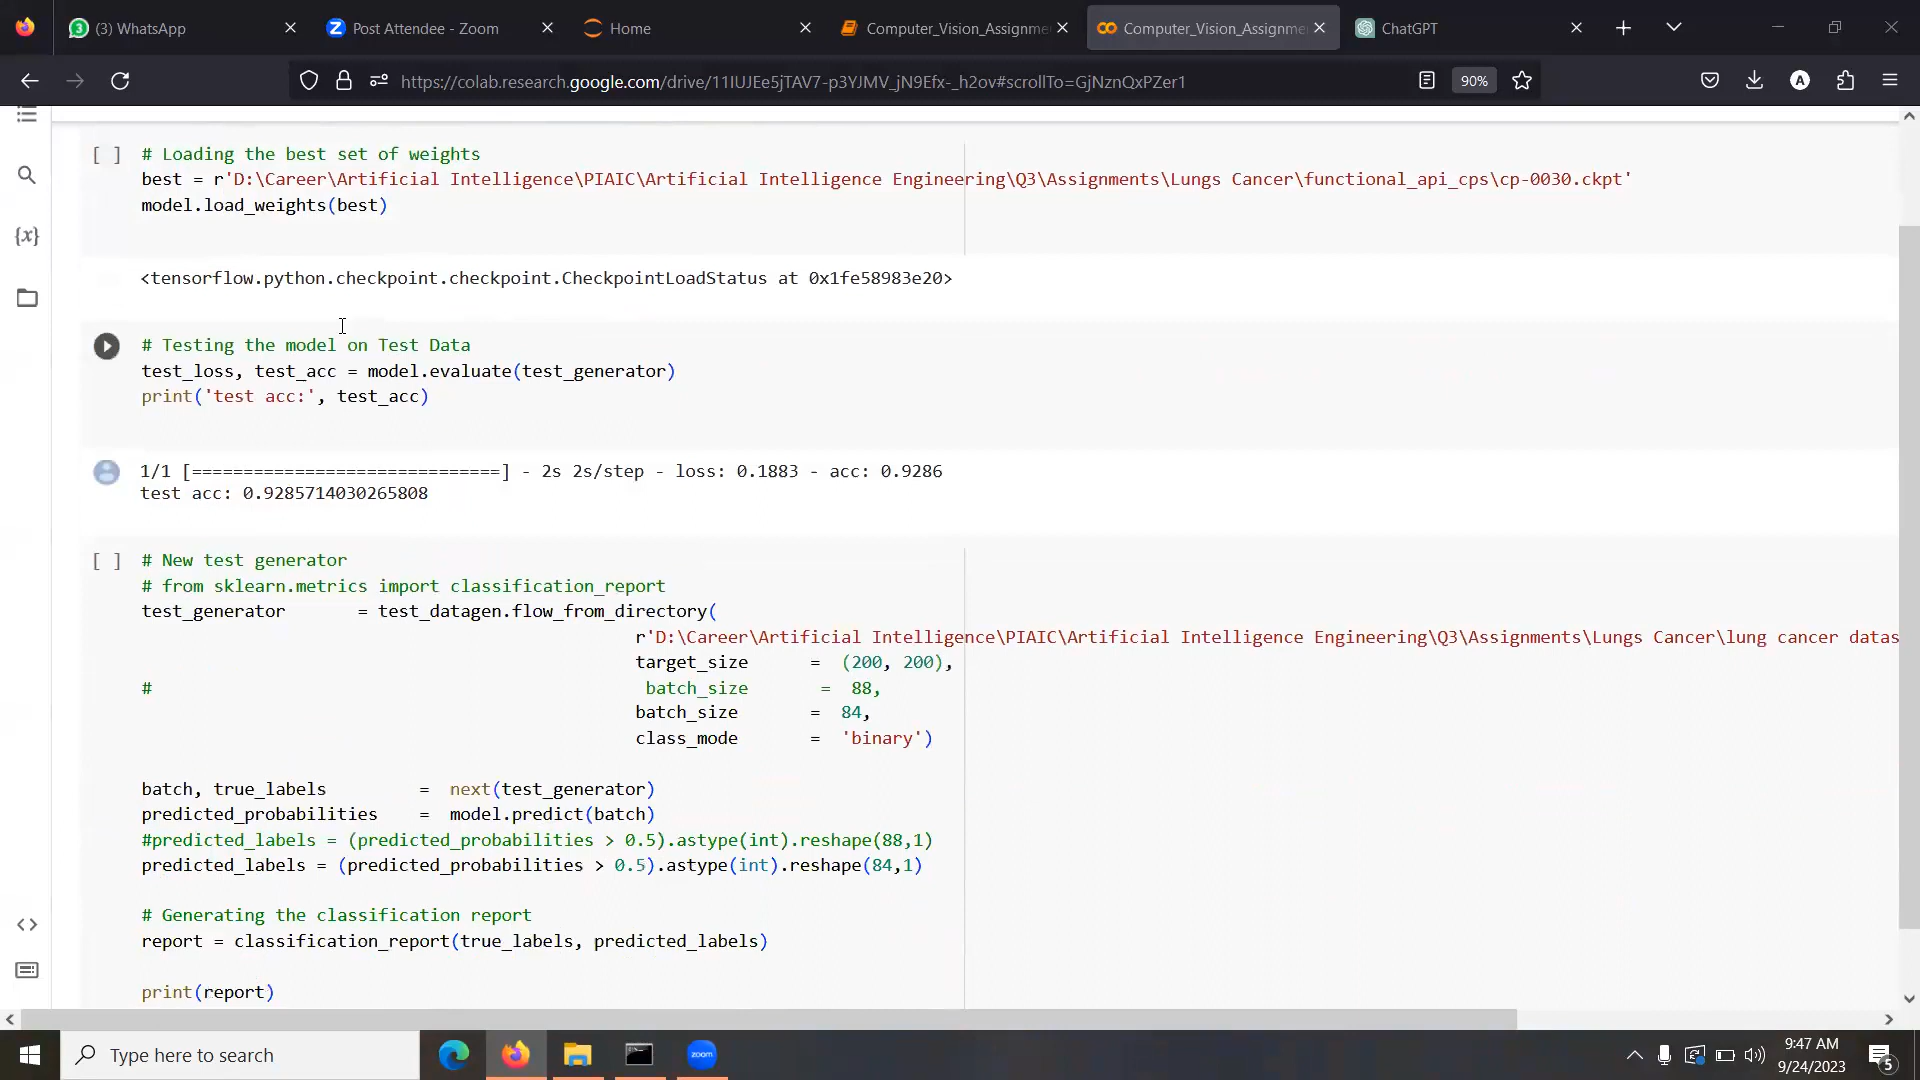 (3) WhatsApp
Post Attendee - Zoom
Home
Computer_Vision_Assignme
Computer_Vision_Assignme
ChatGPT
https://colab.research.google.com/drive/11IUJEe5jTAV7-p3YJMV_jN9Efx-_h2ov#scrollTo=GjNznQxPZer1
90%
[ ] # Loading the best set of weights
best = r'D:\Career\Artificial Intelligence\PIAIC\Artificial Intelligence Engineering\Q3\Assignments\Lungs Cancer\functional_api_cps\cp-0030.ckpt'
model.load_weights(best)
<tensorflow.python.checkpoint.checkpoint.CheckpointLoadStatus at 0x1fe58983e20>
# Testing the model on Test Data
test_loss, test_acc = model.evaluate(test_generator)
print('test acc:', test_acc)
1/1 [==============================] - 2s 2s/step - loss: 0.1883 - acc: 0.9286
test acc: 0.9285714030265808
[ ] # New test generator
# from sklearn.metrics import classification_report
test_generator = test_datagen.flow_from_directory(
r'D:\Career\Artificial Intelligence\PIAIC\Artificial Intelligence Engineering\Q3\Assignments\Lungs Cancer\lung cancer datas
target_size = (200, 200),
# batch_size = 88,
batch_size = 84,
class_mode = 'binary')
batch, true_labels = next(test_generator)
predicted_probabilities = model.predict(batch)
#predicted_labels = (predicted_probabilities > 0.5).astype(int).reshape(88,1)
predicted_labels = (predicted_probabilities > 0.5).astype(int).reshape(84,1)
# Generating the classification report
report = classification_report(true_labels, predicted_labels)
print(report)
Type here to search
zoom
9:47 AM
9/24/2023
5